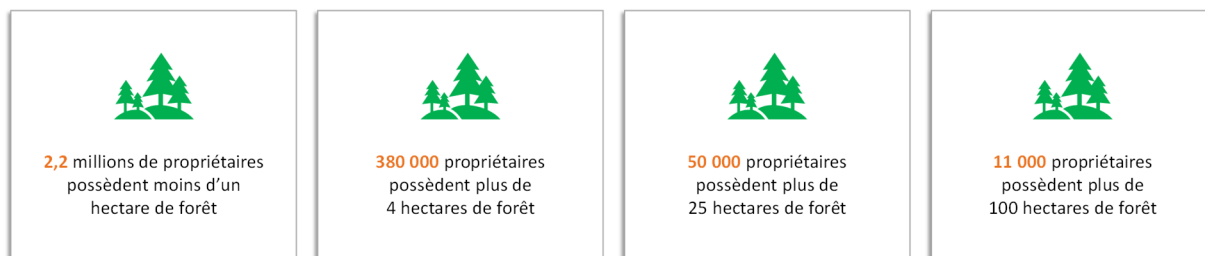 2,2 millions de propriétaires
possèdent moins d’un
hectare de forêt
380 000 propriétaires
possèdent plus de
4 hectares de forêt
50 000 propriétaires
possèdent plus de
25 hectares de forêt
11 000 propriétaires
possèdent plus de
100 hectares de forêt